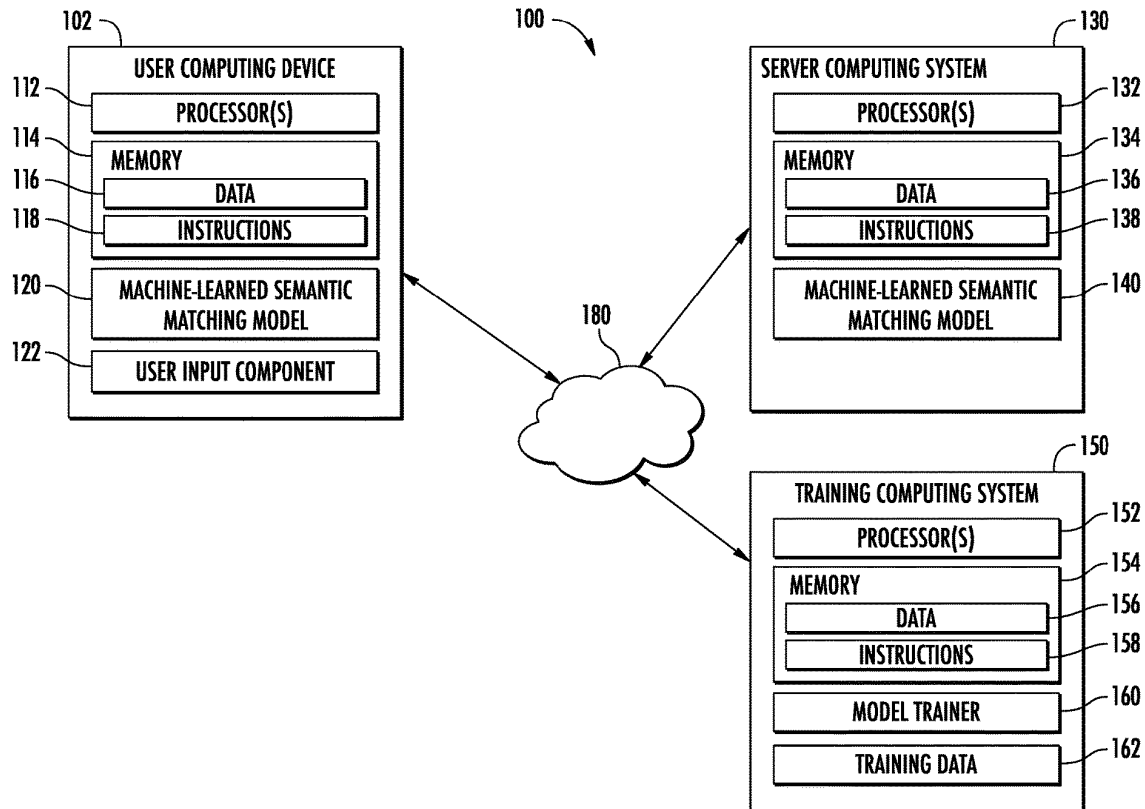 100
102
USER COMPUTING DEVICE
112
PROCESSOR(S)
114
MEMORY
116
DATA
118
INSTRUCTIONS
120
MACHINE-LEARNED SEMANTIC
MATCHING MODEL
122
USER INPUT COMPONENT
180
130
SERVER COMPUTING SYSTEM
PROCESSOR(S)
132
MEMORY
134
DATA
136
INSTRUCTIONS
138
MACHINE-LEARNED SEMANTIC
MATCHING MODEL
140
150
TRAINING COMPUTING SYSTEM
PROCESSOR(S)
152
MEMORY
154
DATA
156
INSTRUCTIONS
158
MODEL TRAINER
160
TRAINING DATA
162